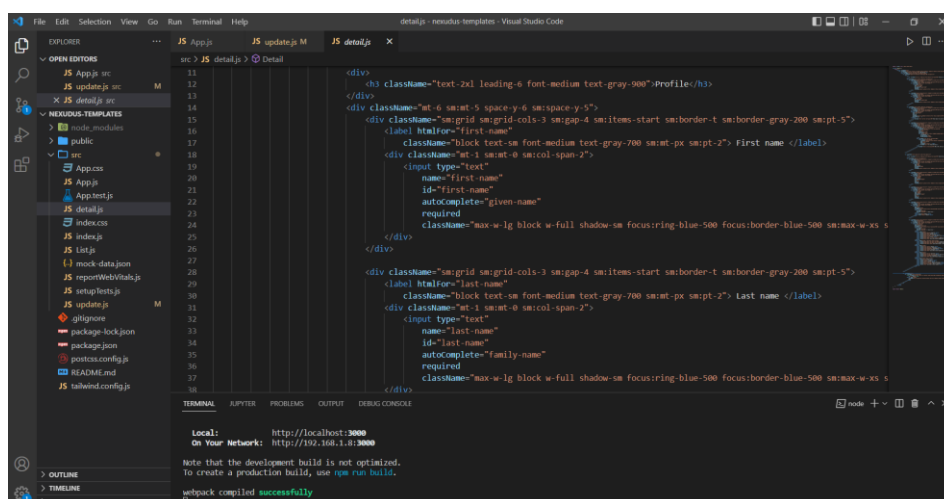 File Edit Selection View Go Run Terminal Help
detail.js - nexudus-templates - Visual Studio Code
EXPLORER
OPEN EDITORS
JS App.js src
JS update.js src M
JS detail.js src
NEXUDUS-TEMPLATES
node_modules
public
src
App.css
JS App.js
App.test.js
JS detail.js
index.css
JS index.js
JS List.js
{..} mock-data.json
JS reportWebVitals.js
JS setupTests.js
JS update.js M
.gitignore
package-lock.json
package.json
postcss.config.js
README.md
JS tailwind.config.js
OUTLINE
TIMELINE
JS App.js JS update.js M JS detail.js
src > JS detail.js > Detail
11 <div>
12 <h3 className="text-2xl leading-6 font-medium text-gray-900">Profile</h3>
13 </div>
14 <div className="mt-6 sm:mt-5 space-y-6 sm:space-y-5">
15 <div className="sm:grid sm:grid-cols-3 sm:gap-4 sm:items-start sm:border-t sm:border-gray-200 sm:pt-5">
16 <label htmlFor="first-name"
17 className="block text-sm font-medium text-gray-700 sm:mt-px sm:pt-2"> First name </label>
18 <div className="mt-1 sm:mt-0 sm:col-span-2">
19 <input type="text"
20 name="first-name"
21 id="first-name"
22 autoComplete="given-name"
23 required
24 className="max-w-lg block w-full shadow-sm focus:ring-blue-500 focus:border-blue-500 sm:max-w-xs s
25 </div>
26 </div>
27
28 <div className="sm:grid sm:grid-cols-3 sm:gap-4 sm:items-start sm:border-t sm:border-gray-200 sm:pt-5">
29 <label htmlFor="last-name"
30 className="block text-sm font-medium text-gray-700 sm:mt-px sm:pt-2"> Last name </label>
31 <div className="mt-1 sm:mt-0 sm:col-span-2">
32 <input type="text"
33 name="last-name"
34 id="last-name"
35 autoComplete="family-name"
36 required
37 className="max-w-lg block w-full shadow-sm focus:ring-blue-500 focus:border-blue-500 sm:max-w-xs s
38 </div>
TERMINAL JUPYTER PROBLEMS OUTPUT DEBUG CONSOLE
node
Local: http://localhost:3000
On Your Network: http://192.168.1.8:3000
Note that the development build is not optimized.
To create a production build, use npm run build.
webpack compiled successfully